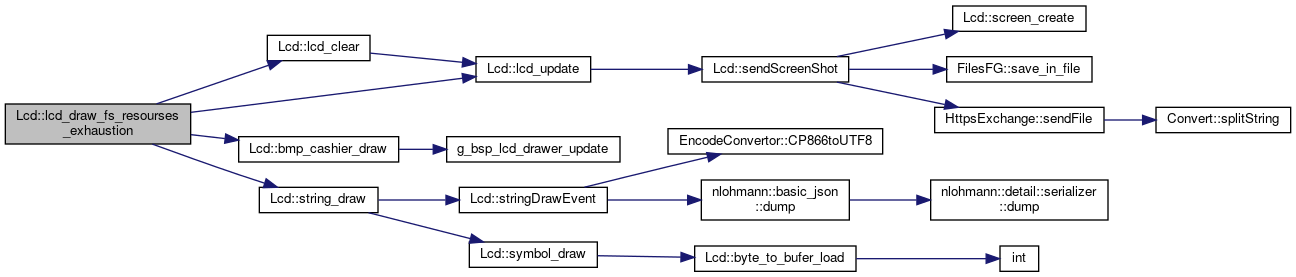 Lcd::lcd_draw_fs_resourses
_exhaustion
Lcd::lcd_clear
Lcd::lcd_update
Lcd::sendScreenShot
Lcd::screen_create
FilesFG::save_in_file
HttpsExchange::sendFile
Convert::splitString
Lcd::bmp_cashier_draw
g_bsp_lcd_drawer_update
Lcd::string_draw
Lcd::stringDrawEvent
EncodeConvertor::CP866toUTF8
nlohmann::basic_json
::dump
nlohmann::detail::serializer
::dump
Lcd::symbol_draw
Lcd::byte_to_bufer_load
int